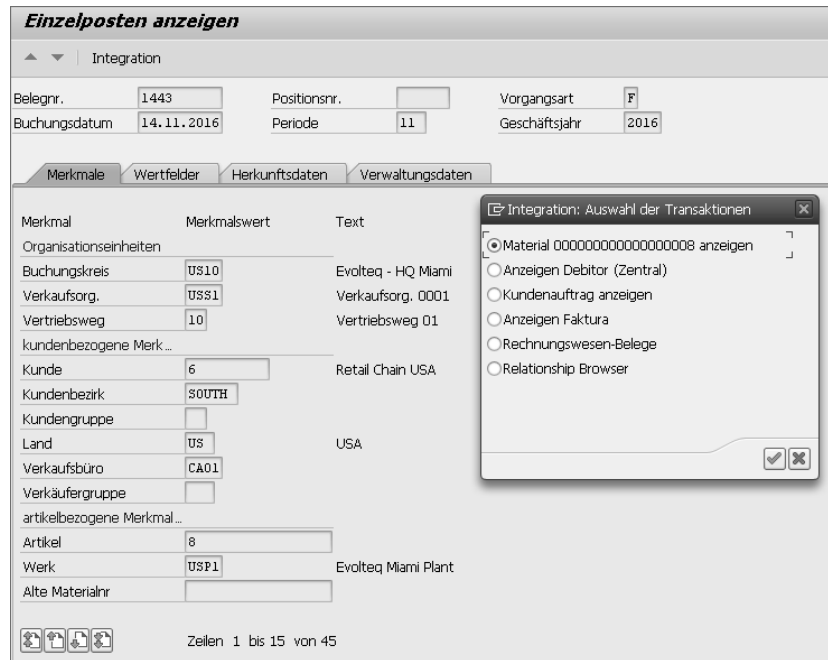 Einzelposten anzeigen
Integration
Belegnr. 1443 Positionsnr. Vorgangsart F
Buchungsdatum 14.11.2016 Periode 11 Geschäftsjahr 2016
Merkmale Wertfelder Herkunftsdaten Verwaltungsdaten
Merkmal Merkmalswert Text
Organisationseinheiten
Buchungskreis US10 Evolteq - HQ Miami
Verkaufsorg. USS1 Verkaufsorg. 0001
Vertriebsweg 10 Vertriebsweg 01
kundenbezogene Merk...
Kunde 6 Retail Chain USA
Kundenbezirk SOUTH
Kundengruppe
Land US USA
Verkaufsbüro CA01
Verkäufergruppe
artikelbezogene Merkmal...
Artikel 8
Werk USP1 Evolteq Miami Plant
Alte Materialnr
Zeilen 1 bis 15 von 45
Integration: Auswahl der Transaktionen
Material 000000000000000008 anzeigen
Anzeigen Debitor (Zentral)
Kundenauftrag anzeigen
Anzeigen Faktura
Rechnungswesen-Belege
Relationship Browser